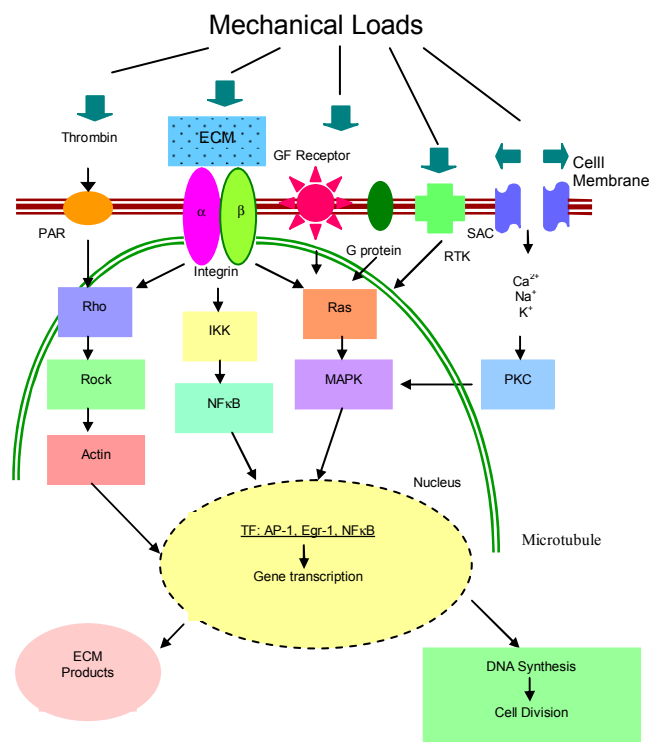 Mechanical Loads
Thrombin
ECM
GF Receptor
Celll
Membrane
α
β
PAR
SAC
G protein
RTK
Integrin
Ca2+
Na+
K+
Rho
IKK
Ras
Rock
NFκB
MAPK
PKC
Actin
Nucleus
Microtubule
TF: AP-1, Egr-1, NFκB
Gene transcription
ECM
Products
DNA Synthesis
Cell Division